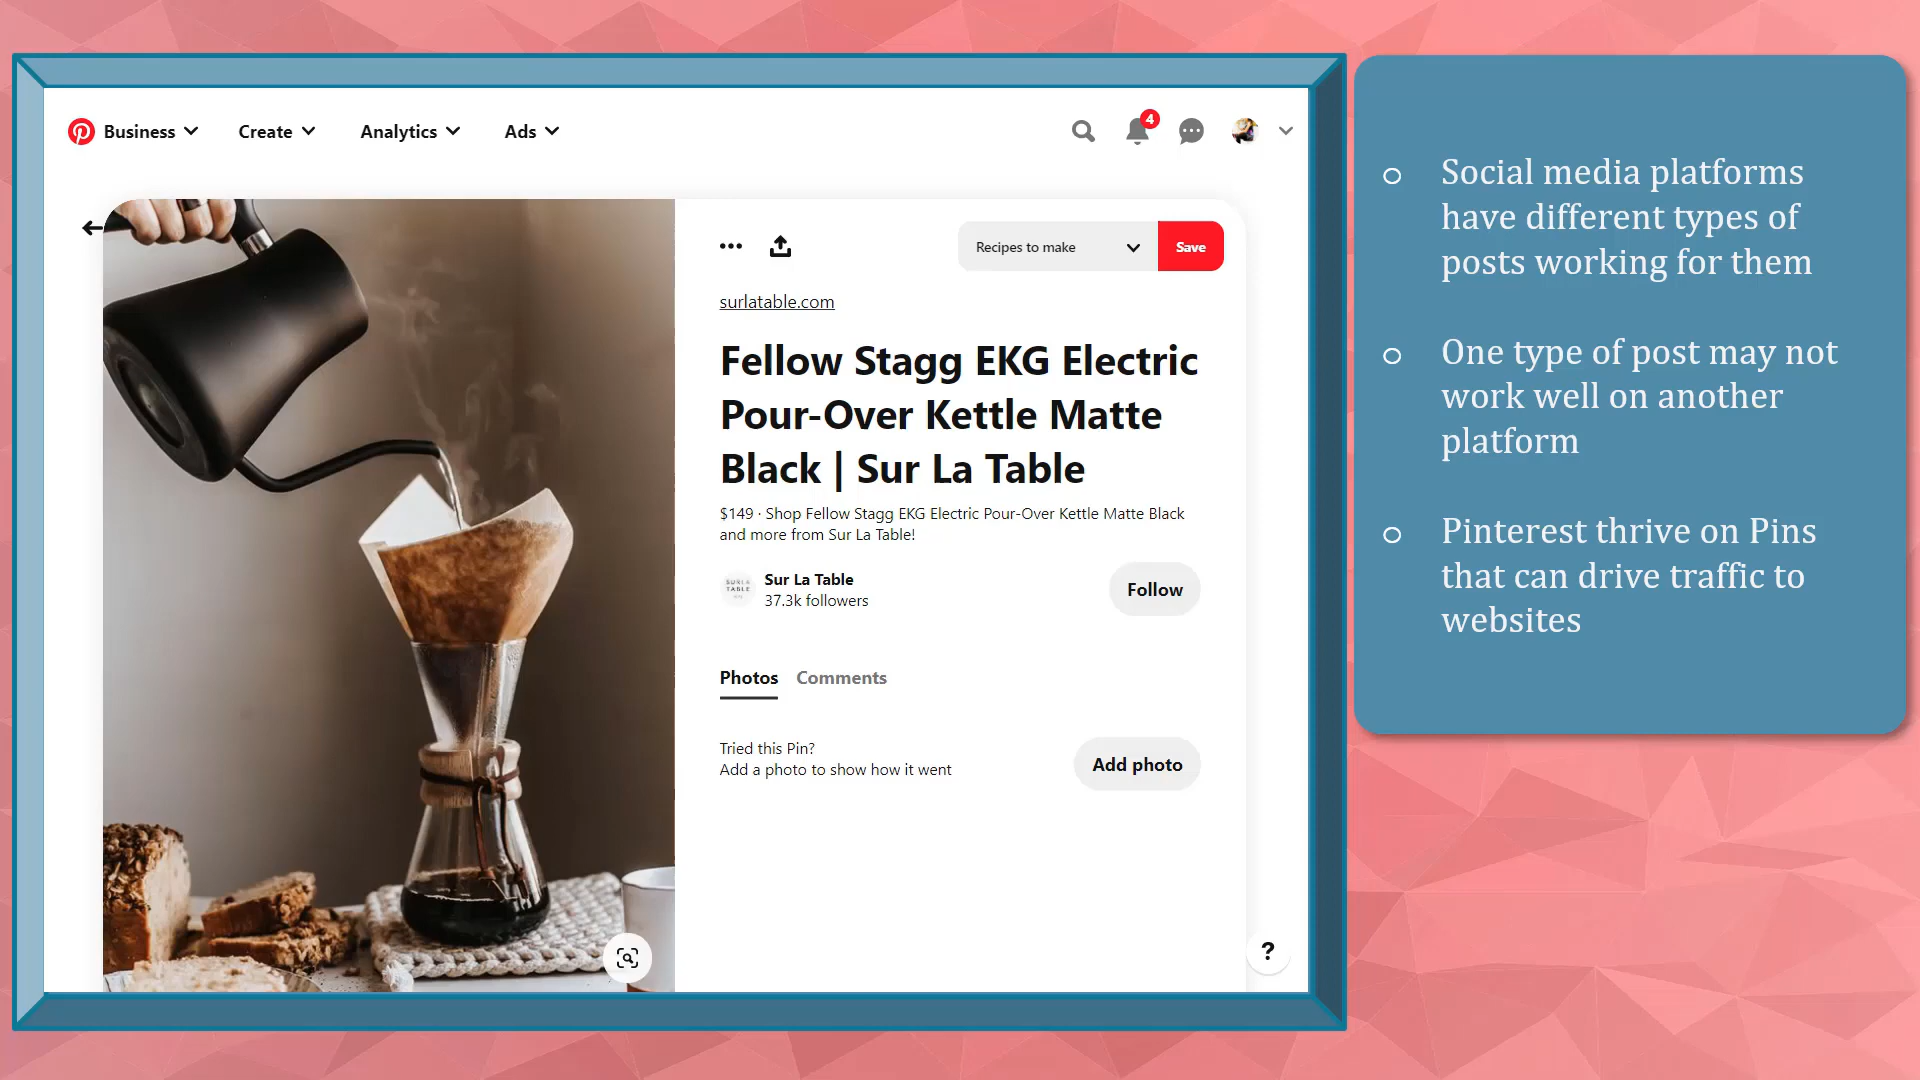 Business
Create
Analytics
Ads
4
Recipes to make
Save
surlatable.com
Fellow Stagg EKG Electric
Pour-Over Kettle Matte
Black | Sur La Table
$149 · Shop Fellow Stagg EKG Electric Pour-Over Kettle Matte Black
and more from Sur La Table!
SUR LA
TABLE
Sur La Table
37.3k followers
Follow
Photos
Comments
Tried this Pin?
Add a photo to show how it went
Add photo
?
Social media platforms
have different types of
posts working for them
One type of post may not
work well on another
platform
Pinterest thrive on Pins
that can drive traffic to
websites